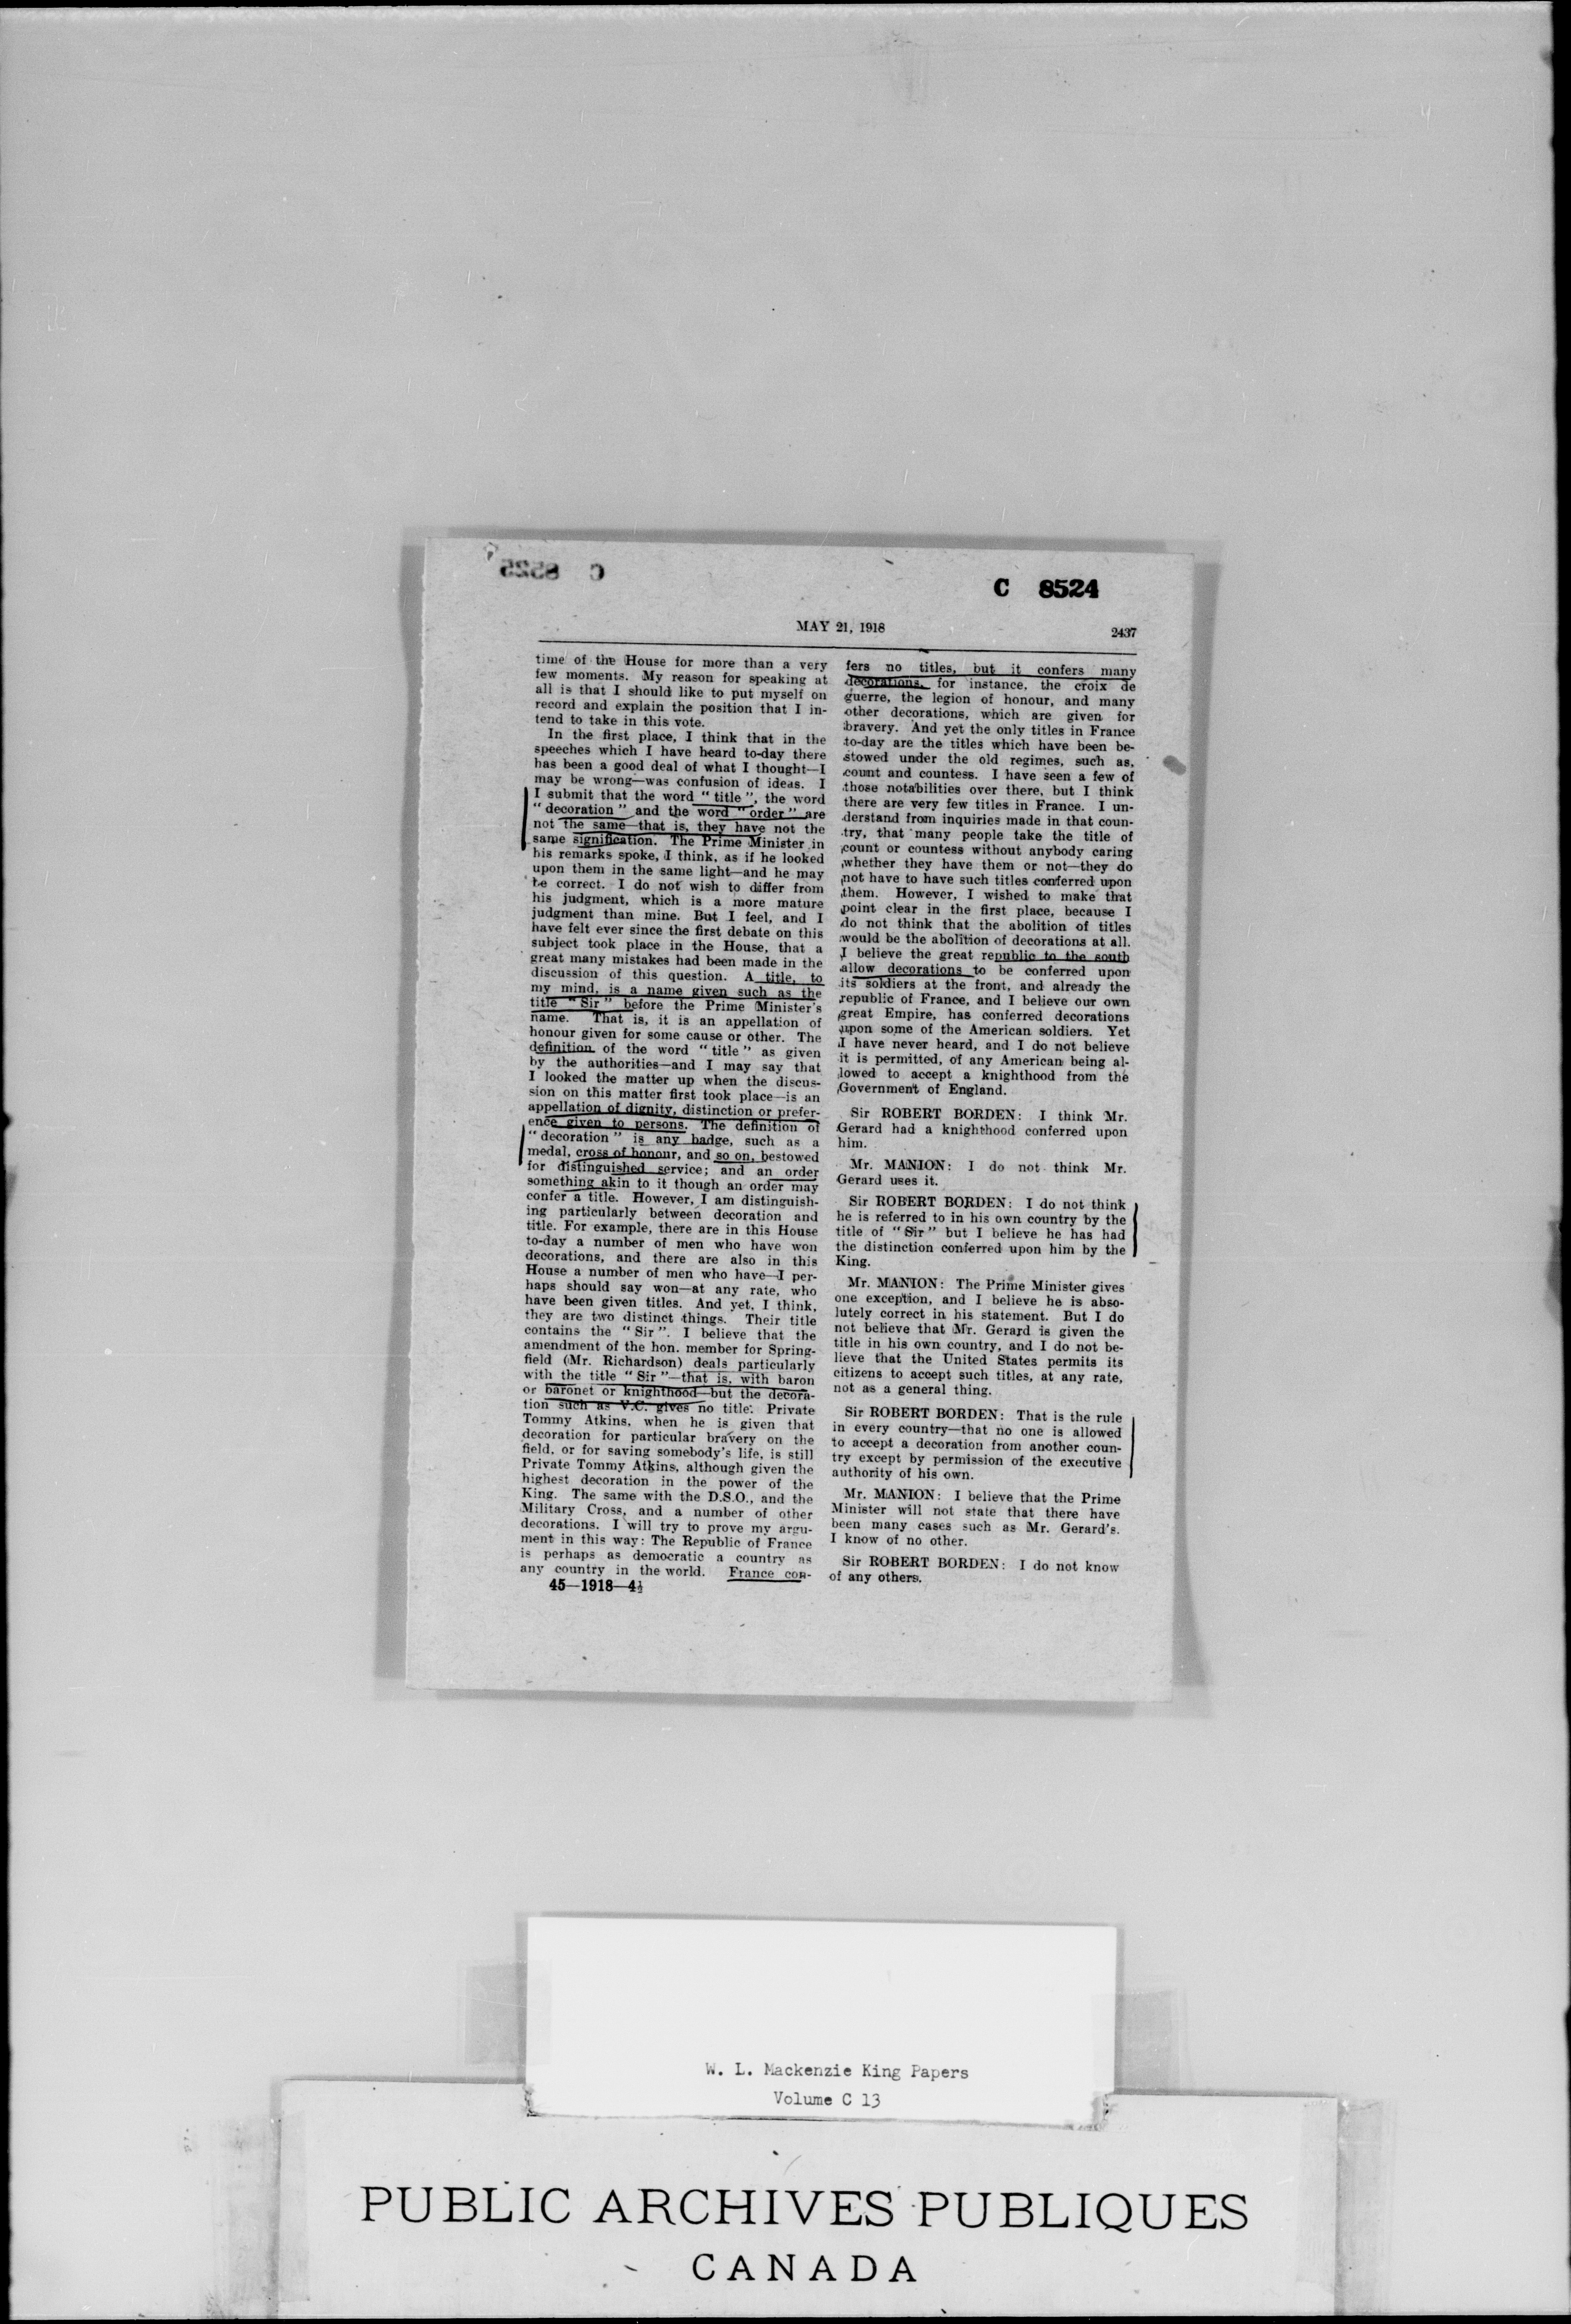 C 8525
C 8524
MAY 21, 1918
2437
time of the House for more than a very
few moments. My reason for speaking at
all is that I should like to put myself on
record and explain the position that I in-
tend to take in this vote.
In the first place, I think that in the
speeches which I have heard to-day there
has been a good deal of what I thought—I
may be wrong—was confusion of ideas. I
I submit that the word "title", the word
"decoration" and the word "order" are
not the same—that is, they have not the
same signification. The Prime Minister in
his remarks spoke, I think, as if he looked
upon them in the same light—and he may
be correct. I do not wish to differ from
his judgment, which is a more mature
judgment than mine. But I feel, and I
have felt ever since the first debate on this
subject took place in the House, that a
great many mistakes had been made in the
discussion of this question. A title, to
my mind, is a name given such as the
title "Sir" before the Prime Minister's
name. That is, it is an appellation of
honour given for some cause or other. The
definition of the word "title" as given
by the authorities—and I may say that
I looked the matter up when the discus-
sion on this matter first took place—is an
appellation of dignity, distinction or prefer-
ence given to persons. The definition of
"decoration" is any badge, such as a
medal, cross of honour, and so on, bestowed
for distinguished service; and an order
something akin to it though an order may
confer a title. However, I am distinguish-
ing particularly between decoration and
title. For example, there are in this House
to-day a number of men who have won
decorations, and there are also in this
House a number of men who have—I per-
haps should say won—at any rate, who
have been given titles. And yet, I think,
they are two distinct things. Their title
contains the "Sir". I believe that the
amendment of the hon. member for Spring-
field (Mr. Richardson) deals particularly
with the title "Sir"—that is, with baron
or baronet or knighthood—but the decora-
tion such as V.C. gives no title. Private
Tommy Atkins, when he is given that
decoration for particular bravery on the
field, or for saving somebody's life, is still
Private Tommy Atkins, although given the
highest decoration in the power of the
King. The same with the D.S.O., and the
Military Cross, and a number of other
decorations. I will try to prove my argu-
ment in this way: The Republic of France
is perhaps as democratic a country as
any country in the world. France con-
45—1918—4½
fers no titles, but it confers many
decorations, for instance, the croix de
guerre, the legion of honour, and many
other decorations, which are given for
bravery. And yet the only titles in France
to-day are the titles which have been be-
stowed under the old regimes, such as,
count and countess. I have seen a few of
those notabilities over there, but I think
there are very few titles in France. I un-
derstand from inquiries made in that coun-
try, that many people take the title of
count or countess without anybody caring
whether they have them or not—they do
not have to have such titles conferred upon
them. However, I wished to make that
point clear in the first place, because I
do not think that the abolition of titles
would be the abolition of decorations at all.
I believe the great republic to the south
allow decorations to be conferred upon
its soldiers at the front, and already the
republic of France, and I believe our own
great Empire, has conferred decorations
upon some of the American soldiers. Yet
I have never heard, and I do not believe
it is permitted, of any American being al-
lowed to accept a knighthood from the
Government of England.
Sir ROBERT BORDEN: I think Mr.
Gerard had a knighthood conferred upon
him.
Mr. MANION: I do not think Mr.
Gerard uses it.
Sir ROBERT BORDEN: I do not think
he is referred to in his own country by the
title of "Sir" but I believe he has had
the distinction conferred upon him by the
King.
Mr. MANION: The Prime Minister gives
one exception, and I believe he is abso-
lutely correct in his statement. But I do
not believe that Mr. Gerard is given the
title in his own country, and I do not be-
lieve that the United States permits its
citizens to accept such titles, at any rate,
not as a general thing.
Sir ROBERT BORDEN: That is the rule
in every country—that no one is allowed
to accept a decoration from another coun-
try except by permission of the executive
authority of his own.
Mr. MANION: I believe that the Prime
Minister will not state that there have
been many cases such as Mr. Gerard's.
I know of no other.
Sir ROBERT BORDEN: I do not know
of any others.
W. L. Mackenzie King Papers
Volume C 13
PUBLIC ARCHIVES PUBLIQUES
CANADA